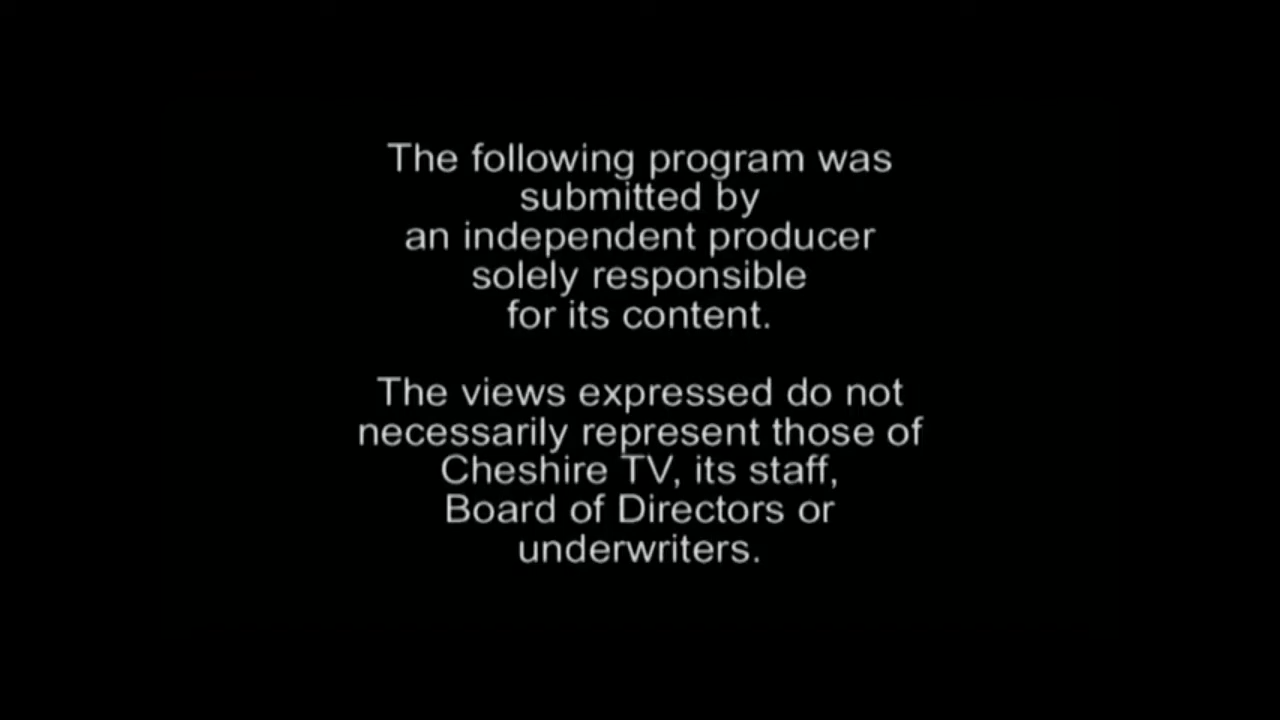 The following program was
submitted by
an independent producer
solely responsible
for its content.
The views expressed do not
necessarily represent those of
Cheshire TV, its staff,
Board of Directors or
underwriters.